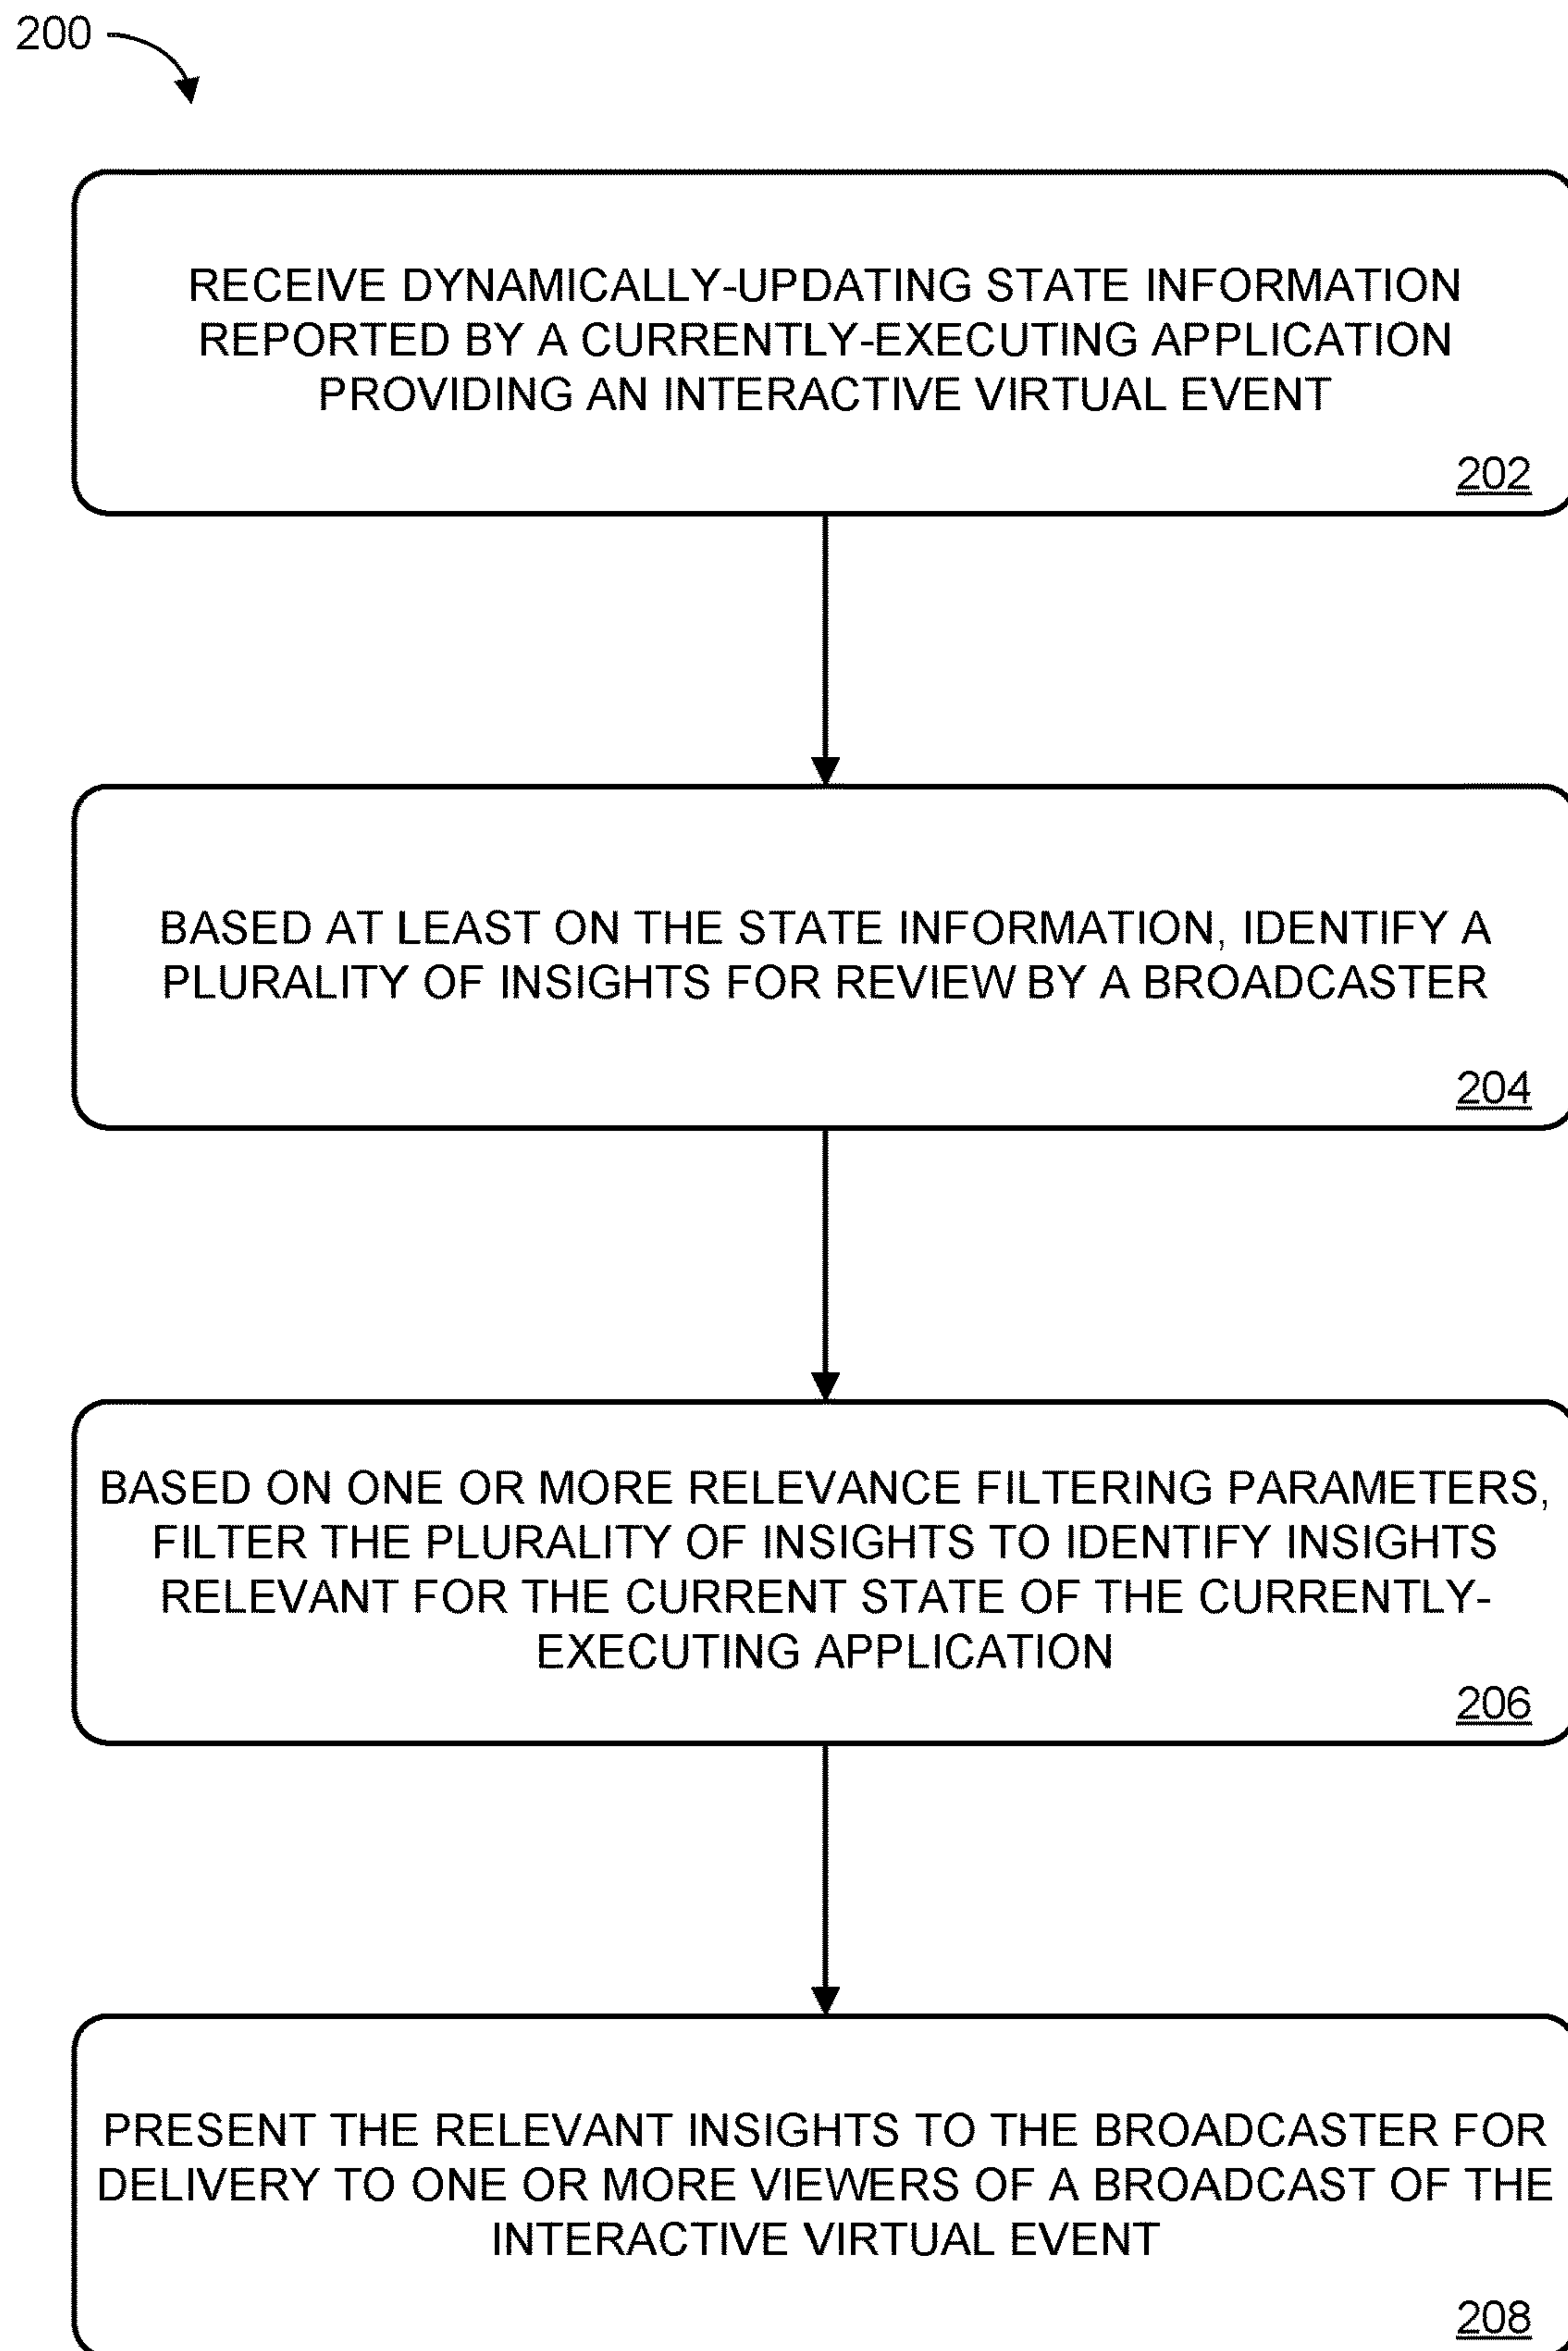 200
RECEIVE DYNAMICALLY-UPDATING STATE INFORMATION
REPORTED BY A CURRENTLY-EXECUTING APPLICATION
PROVIDING AN INTERACTIVE VIRTUAL EVENT
202
BASED AT LEAST ON THE STATE INFORMATION, IDENTIFY A
PLURALITY OF INSIGHTS FOR REVIEW BY A BROADCASTER
204
BASED ON ONE OR MORE RELEVANCE FILTERING PARAMETERS,
FILTER THE PLURALITY OF INSIGHTS TO IDENTIFY INSIGHTS
RELEVANT FOR THE CURRENT STATE OF THE CURRENTLY-
EXECUTING APPLICATION
206
PRESENT THE RELEVANT INSIGHTS TO THE BROADCASTER FOR
DELIVERY TO ONE OR MORE VIEWERS OF A BROADCAST OF THE
INTERACTIVE VIRTUAL EVENT
208